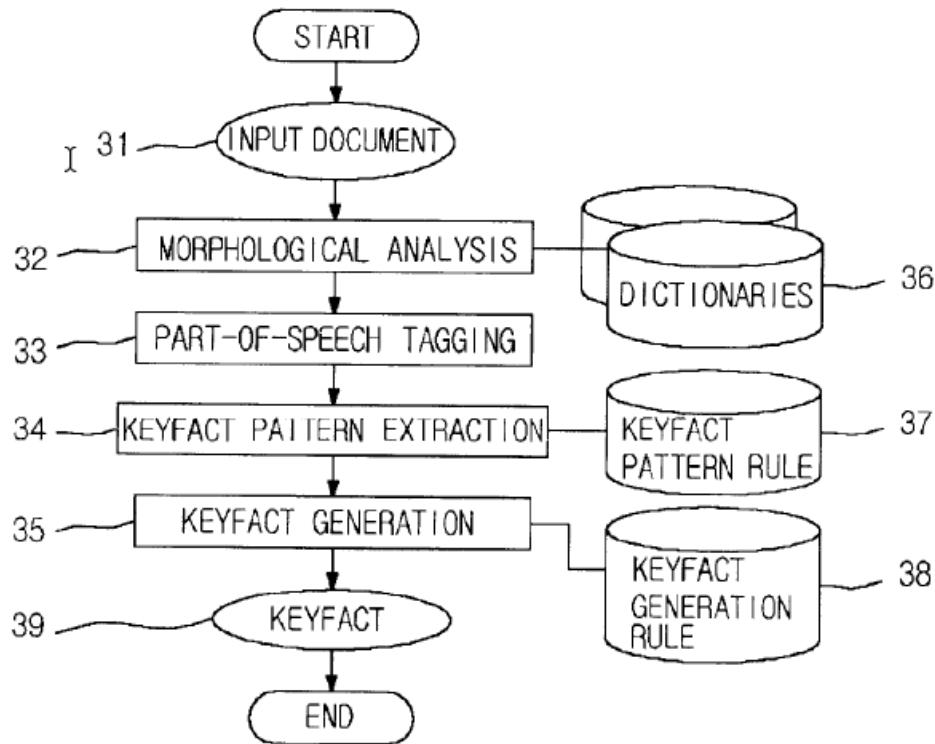 START
31
INPUT DOCUMENT
32
MORPHOLOGICAL ANALYSIS
DICTIONARIES
36
33
PART-OF-SPEECH TAGGING
34
KEYFACT PAITERN EXTRACTION
KEYFACT
PATTERN RULE
37
35
KEYFACT GENERATION
KEYFACT
GENERATION
RULE
38
39
KEYFACT
END